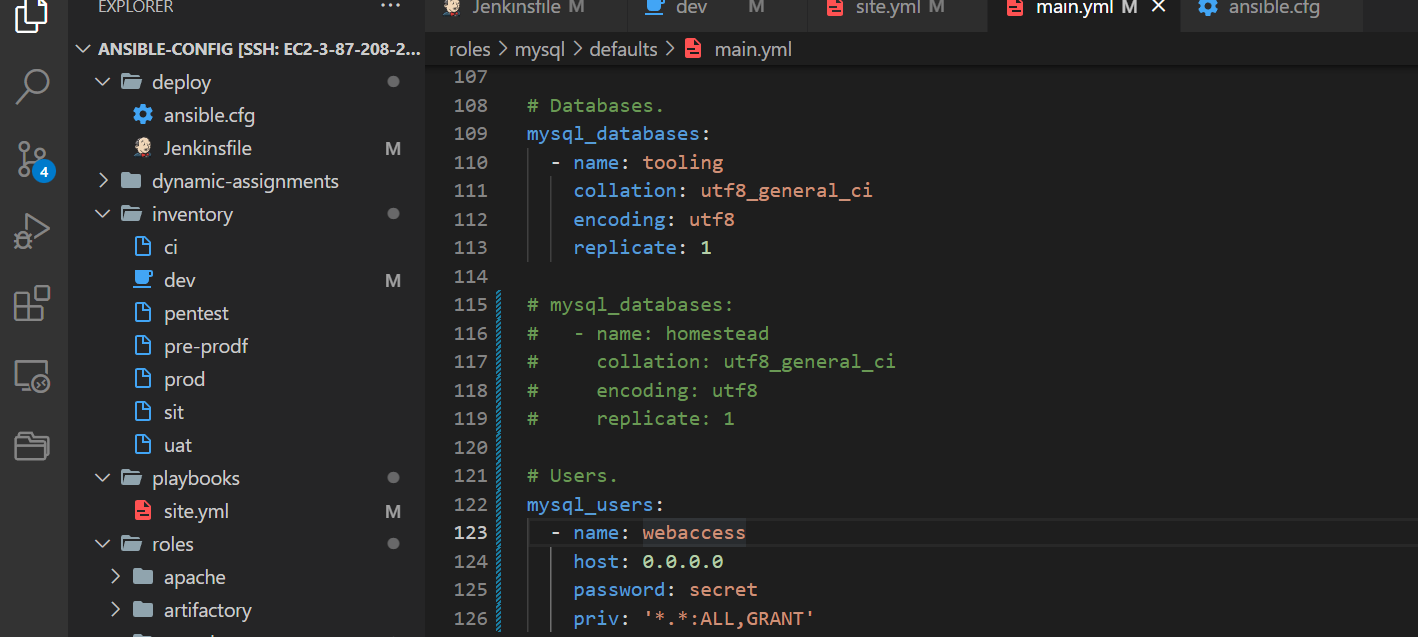 EXPLORER
...
ANSIBLE-CONFIG [SSH: EC2-3-87-208-2...
deploy
ansible.cfg
Jenkinsfile M
dynamic-assignments
inventory
ci
dev M
pentest
pre-prodf
prod
sit
uat
playbooks
site.yml M
roles
apache
artifactory
4
Jenkinsfile M
dev M
site.yml M
main.yml M
ansible.cfg
roles > mysql > defaults > main.yml
107
108 # Databases.
109 mysql_databases:
110 - name: tooling
111 collation: utf8_general_ci
112 encoding: utf8
113 replicate: 1
114
115 # mysql_databases:
116 # - name: homestead
117 # collation: utf8_general_ci
118 # encoding: utf8
119 # replicate: 1
120
121 # Users.
122 mysql_users:
123 - name: webaccess
124 host: 0.0.0.0
125 password: secret
126 priv: '*.*:ALL,GRANT'